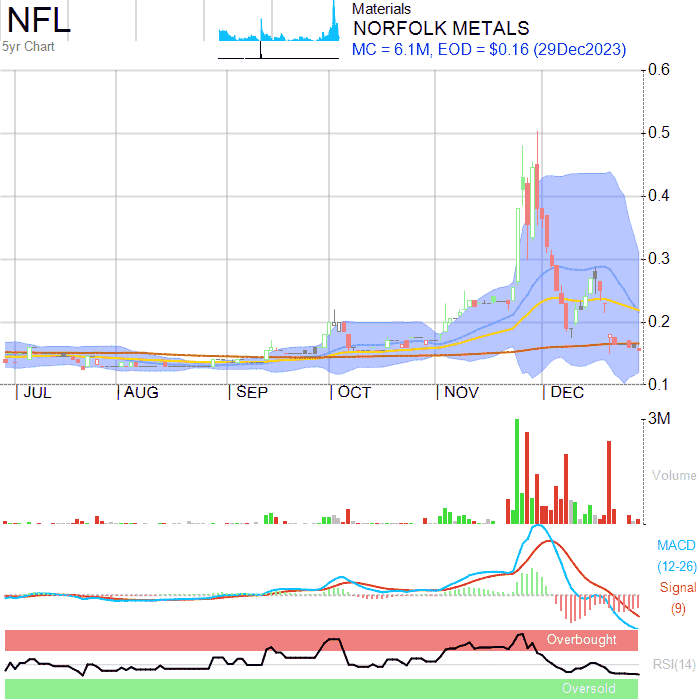 NFL
5yr Chart
Materials
NORFOLK METALS
MC = 6.1M, EOD = $0.16 (29Dec2023)
0.6
0.5
0.4
0.3
0.2
0.1
JUL AUG SEP OCT NOV DEC
3M
Volume
MACD
(12-26)
Signal
(9)
Overbought
RSI(14)
Oversold